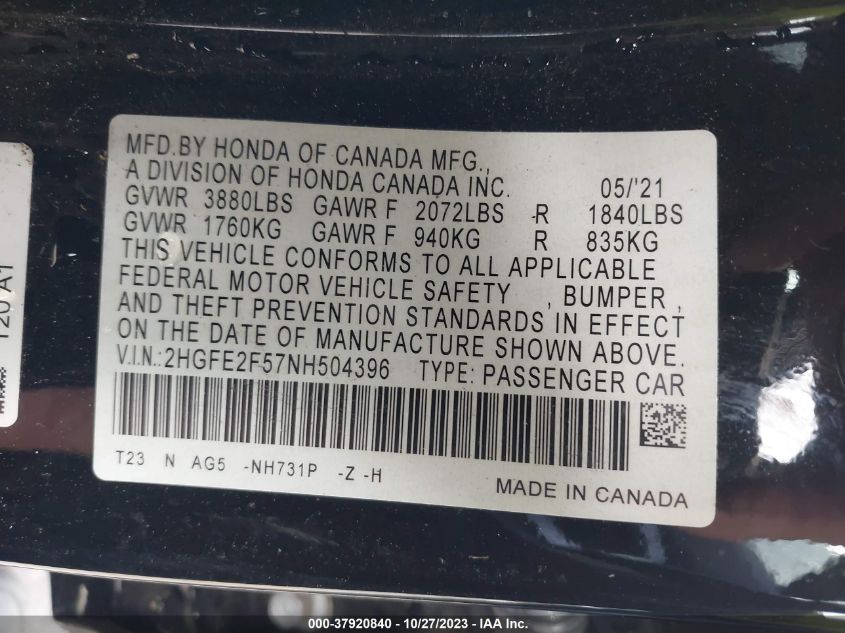 MFD.BY HONDA OF CANADA MFG.,
A DIVISION OF HONDA CANADA INC. 05/'21
GVWR 3880LBS GAWR F 2072LBS -R 1840LBS
GVWR 1760KG GAWR F 940KG R 835KG
THIS VEHICLE CONFORMS TO ALL APPLICABLE
FEDERAL MOTOR VEHICLE SAFETY , BUMPER ,
AND THEFT PREVENTION STANDARDS IN EFFECT
ON THE DATE OF MANUFACTURE SHOWN ABOVE.
V.I.N.:2HGFE2F57NH504396 TYPE: PASSENGER CAR
T23 N AG5 -NH731P -Z -H
MADE IN CANADA
T20 A1
000-37920840 - 10/27/2023 - IAA Inc.